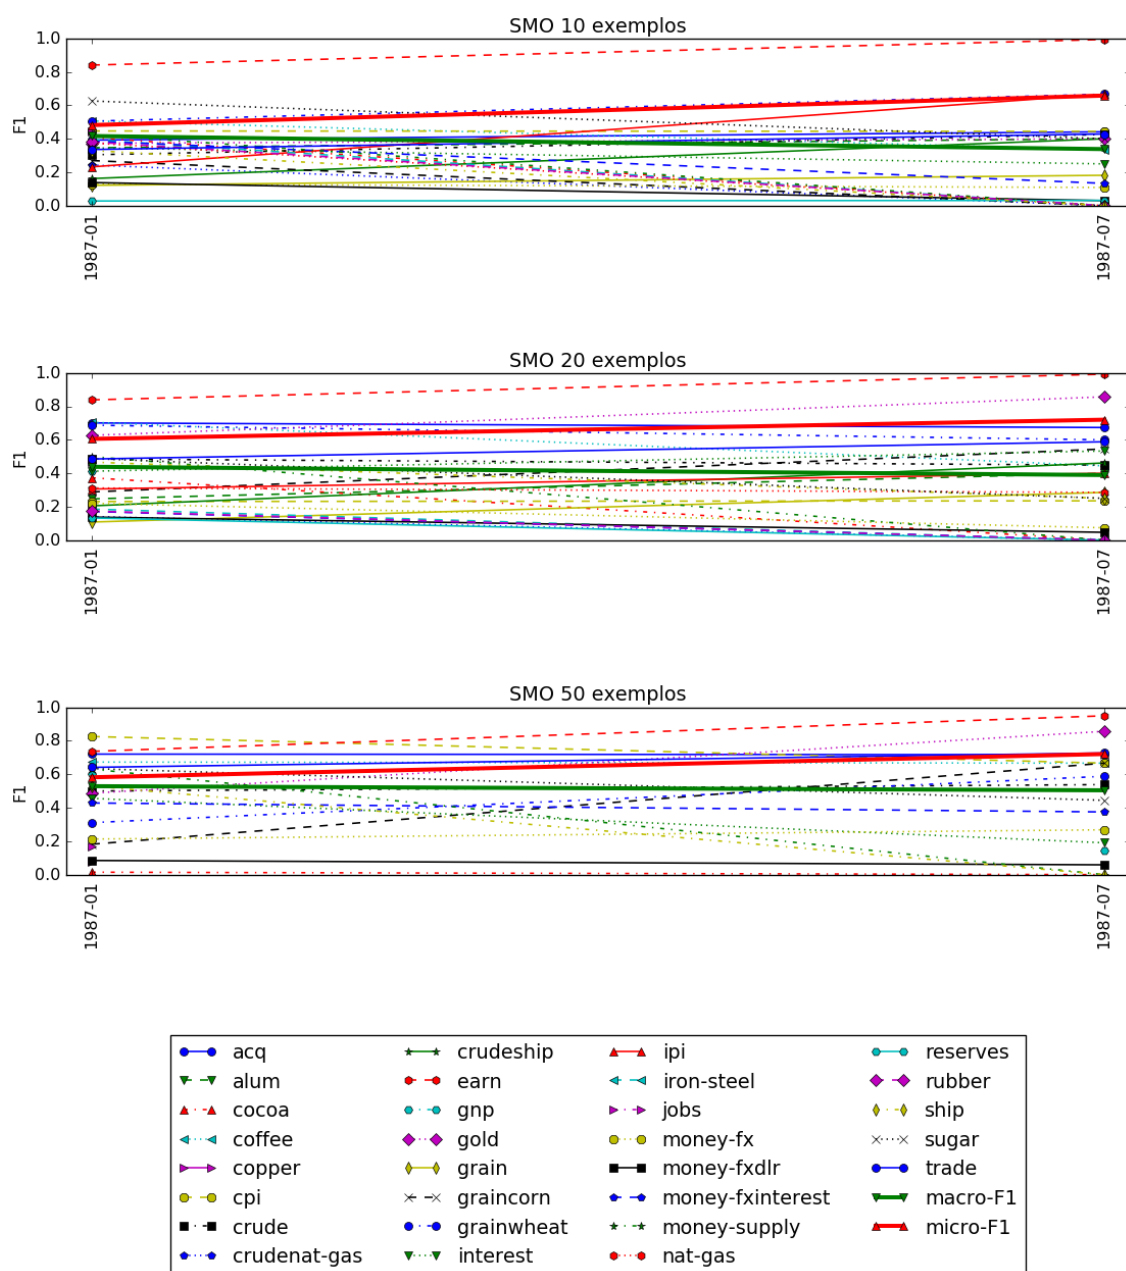 SMO 10 exemplos
1.0
0.8
0.6
0.4
0.2
0.0
F1
1987-01
1987-07
SMO 20 exemplos
1.0
0.8
0.6
0.4
0.2
0.0
F1
1987-01
1987-07
SMO 50 exemplos
1.0
0.8
0.6
0.4
0.2
0.0
F1
1987-01
1987-07
acq
alum
cocoa
coffee
copper
cpi
crude
crudenat-gas
crudeship
earn
gnp
gold
grain
graincorn
grainwheat
interest
ipi
iron-steel
jobs
money-fx
money-fxdlr
money-fxinterest
money-supply
nat-gas
reserves
rubber
ship
sugar
trade
macro-F1
micro-F1